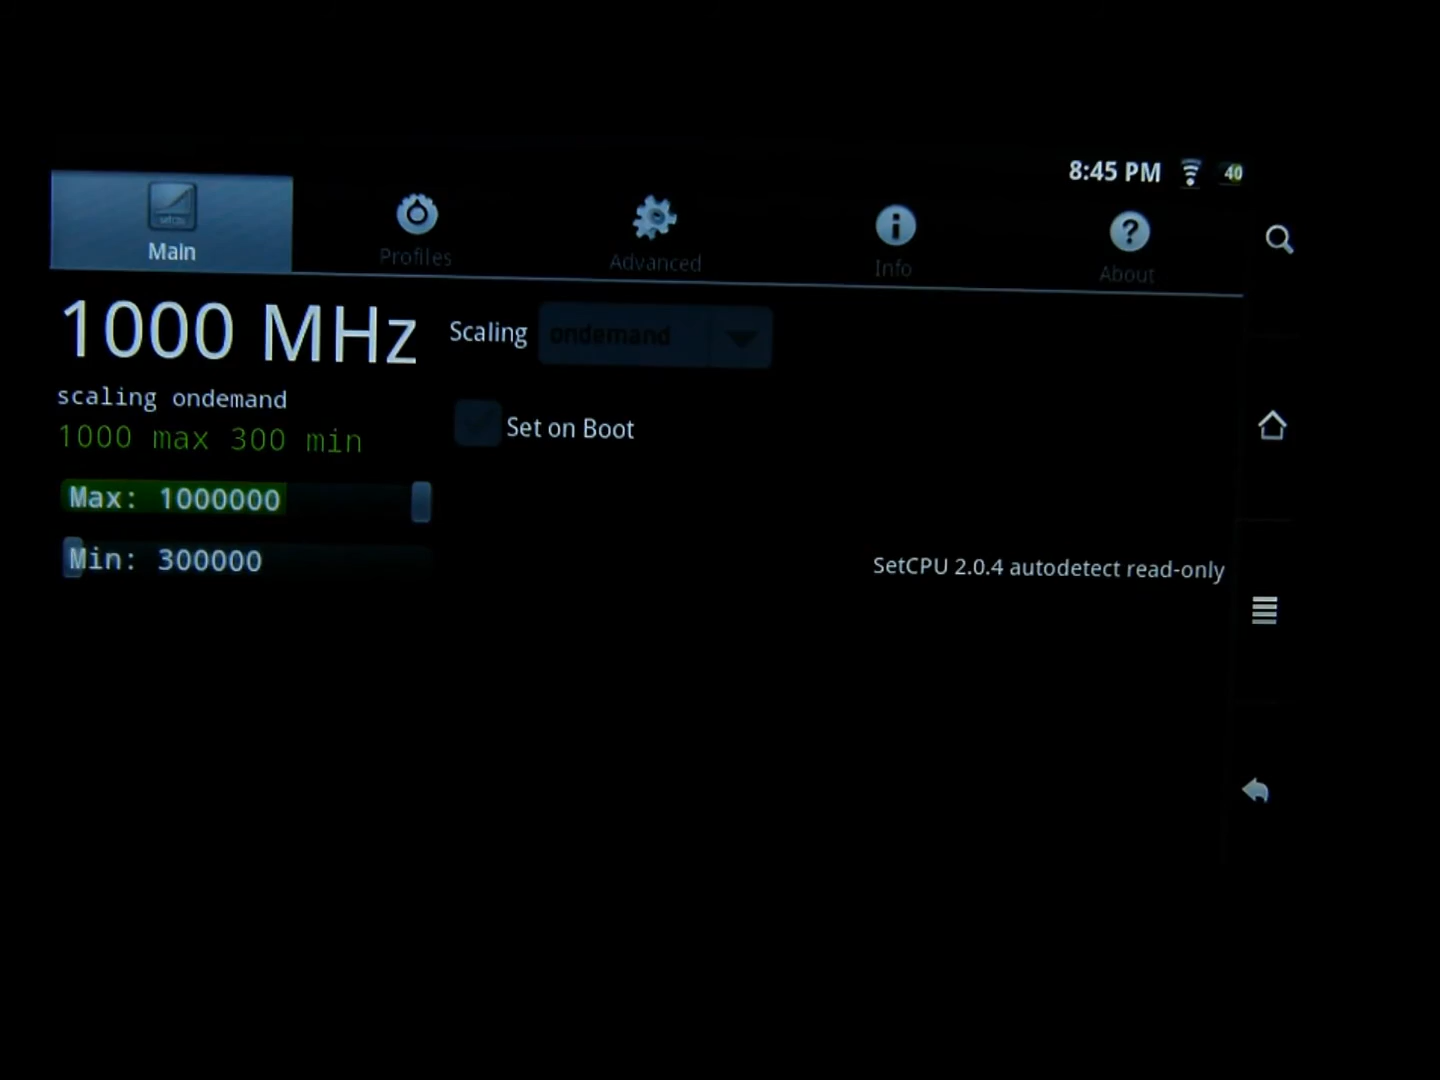 8:45 PM 40
setcpu
Main Profiles Advanced Info About
1000 MHz
Scaling ondemand
scaling ondemand
1000 max 300 min
Set on Boot
Max: 1000000
Min: 300000
SetCPU 2.0.4 autodetect read-only